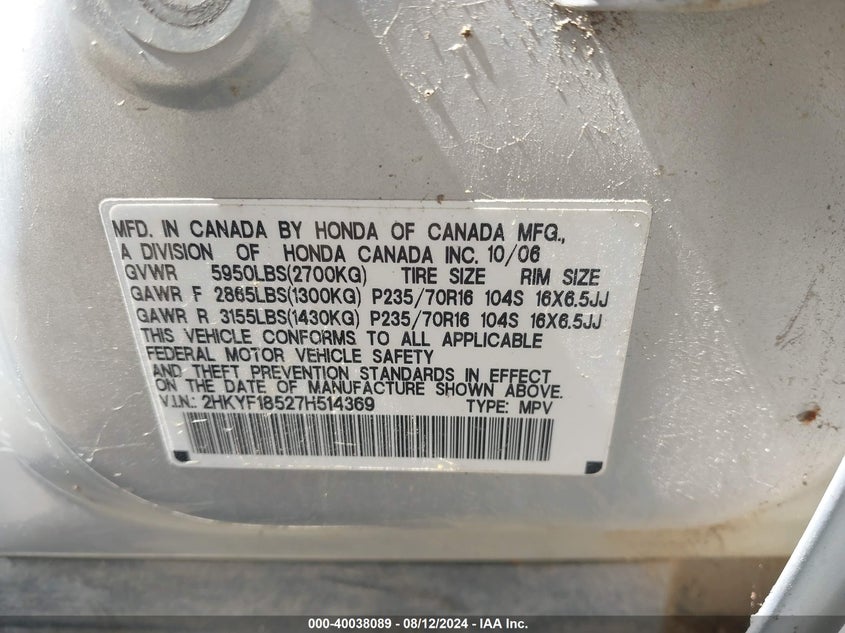 MFD. IN CANADA BY HONDA OF CANADA MFG.,
A DIVISION OF HONDA CANADA INC. 10/06
GVWR 5950LBS(2700KG) TIRE SIZE RIM SIZE
GAWR F 2865LBS(1300KG) P235/70R16 104S 16X6.5JJ
GAWR R 3155LBS(1430KG) P235/70R16 104S 16X6.5JJ
THIS VEHICLE CONFORMS TO ALL APPLICABLE
FEDERAL MOTOR VEHICLE SAFETY
AND THEFT PREVENTION STANDARDS IN EFFECT
ON THE DATE OF MANUFACTURE SHOWN ABOVE.
V.I.N.: 2HKYF18527H514369 TYPE: MPV
000-40038089 - 08/12/2024 - IAA Inc.